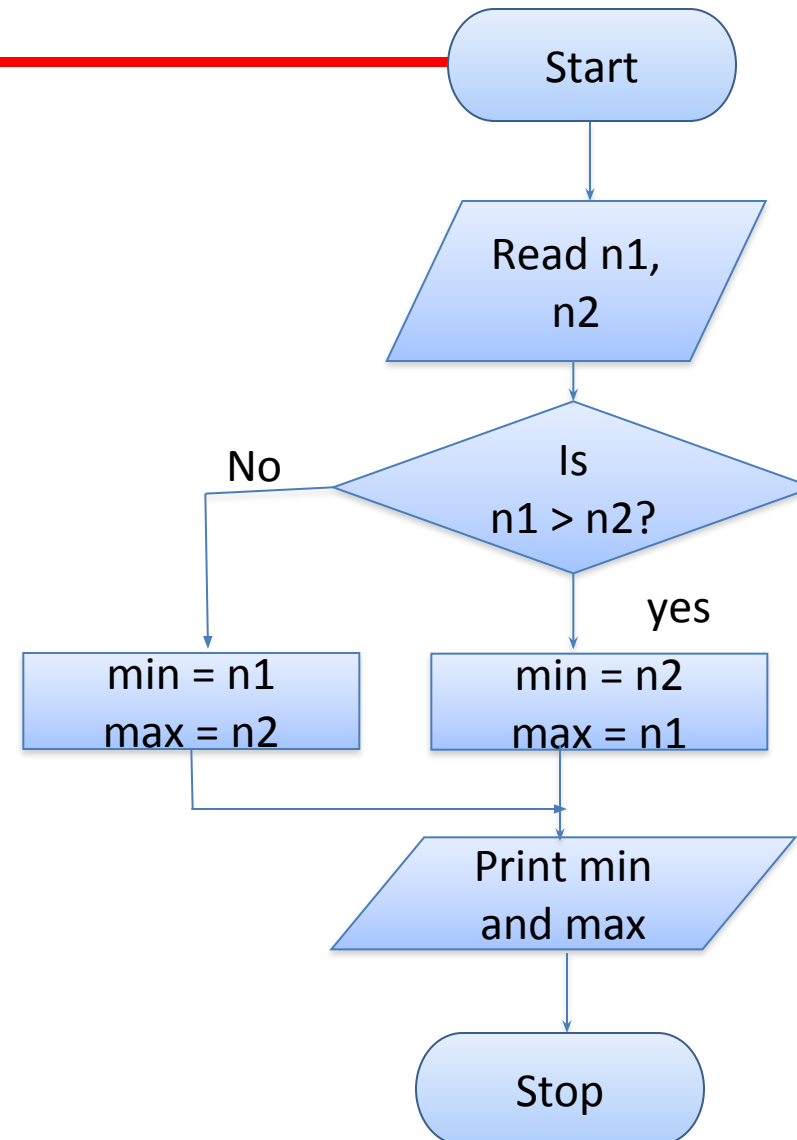 Start
Read n1,
n2
Is
n1 > n2?
No
yes
min = n1
max = n2
min = n2
max = n1
Print min
and max
Stop